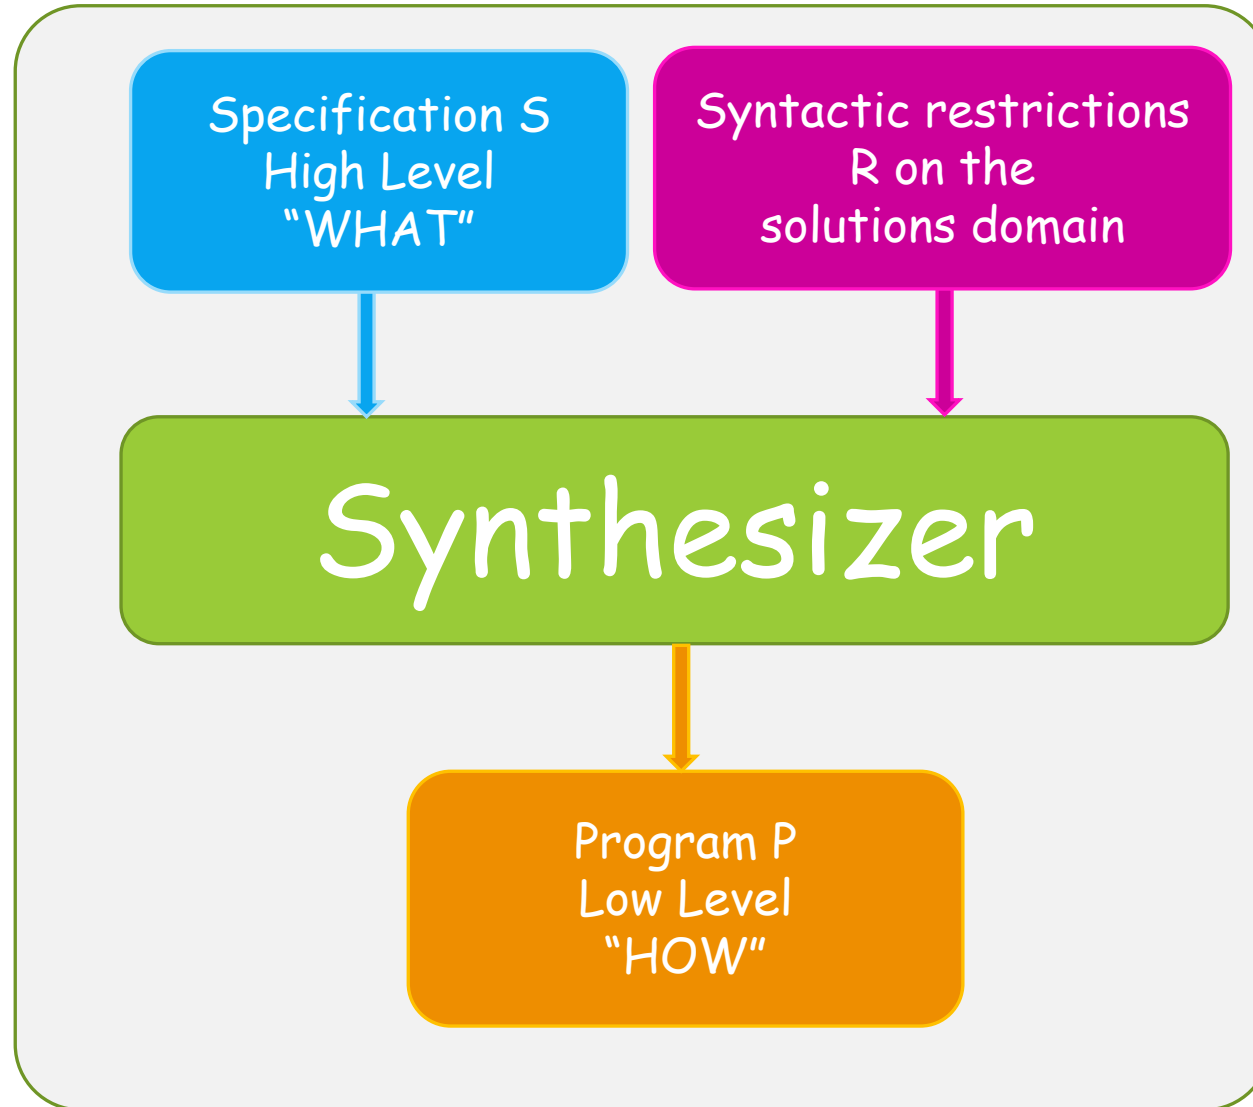 Specification S
High Level
“WHAT”
Syntactic restrictions
R on the
solutions domain
Synthesizer
Program P
Low Level
“HOW”